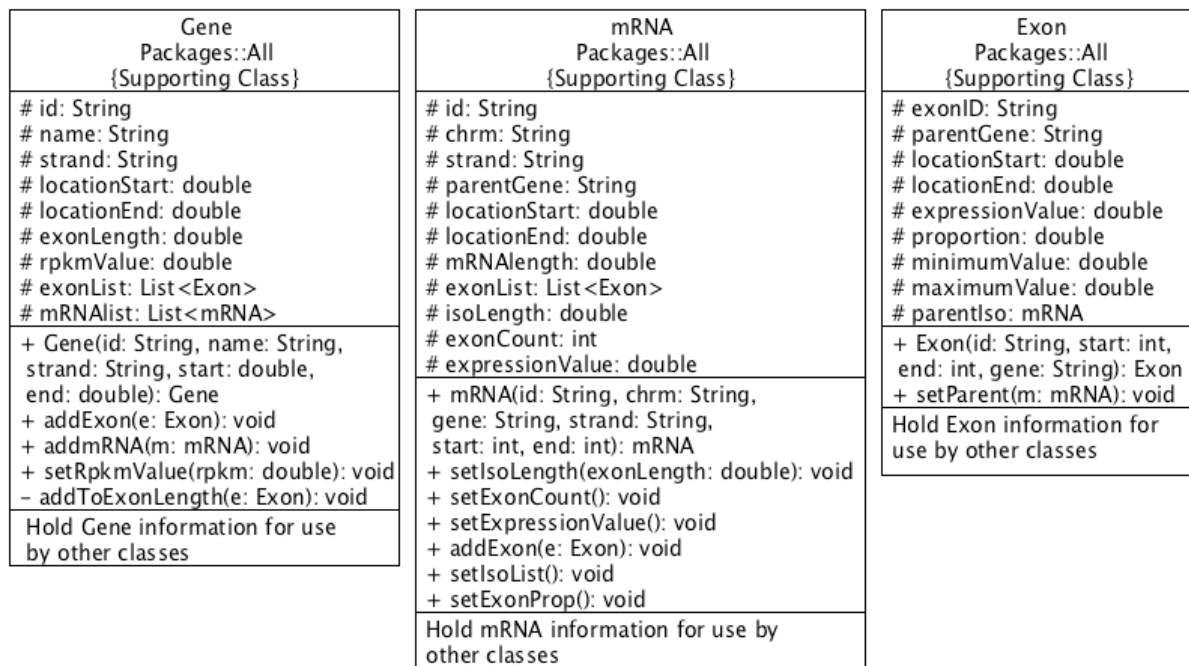 Gene
Packages::All
{Supporting Class}
# id: String
# name: String
# strand: String
# locationStart: double
# locationEnd: double
# exonLength: double
# rpkmValue: double
# exonList: List<Exon>
# mRNAlist: List<mRNA>
+ Gene(id: String, name: String,
strand: String, start: double,
end: double): Gene
+ addExon(e: Exon): void
+ addmRNA(m: mRNA): void
+ setRpkmValue(rpkm: double): void
– addToExonLength(e: Exon): void
Hold Gene information for use
by other classes
mRNA
Packages::All
{Supporting Class}
# id: String
# chrm: String
# strand: String
# parentGene: String
# locationStart: double
# locationEnd: double
# mRNAlength: double
# exonList: List<Exon>
# isoLength: double
# exonCount: int
# expressionValue: double
+ mRNA(id: String, chrm: String,
gene: String, strand: String,
start: int, end: int): mRNA
+ setIsoLength(exonLength: double): void
+ setExonCount(): void
+ setExpressionValue(): void
+ addExon(e: Exon): void
+ setIsoList(): void
+ setExonProp(): void
Hold mRNA information for use by
other classes
Exon
Packages::All
{Supporting Class}
# exonID: String
# parentGene: String
# locationStart: double
# locationEnd: double
# expressionValue: double
# proportion: double
# minimumValue: double
# maximumValue: double
# parentIso: mRNA
+ Exon(id: String, start: int,
end: int, gene: String): Exon
+ setParent(m: mRNA): void
Hold Exon information for
use by other classes